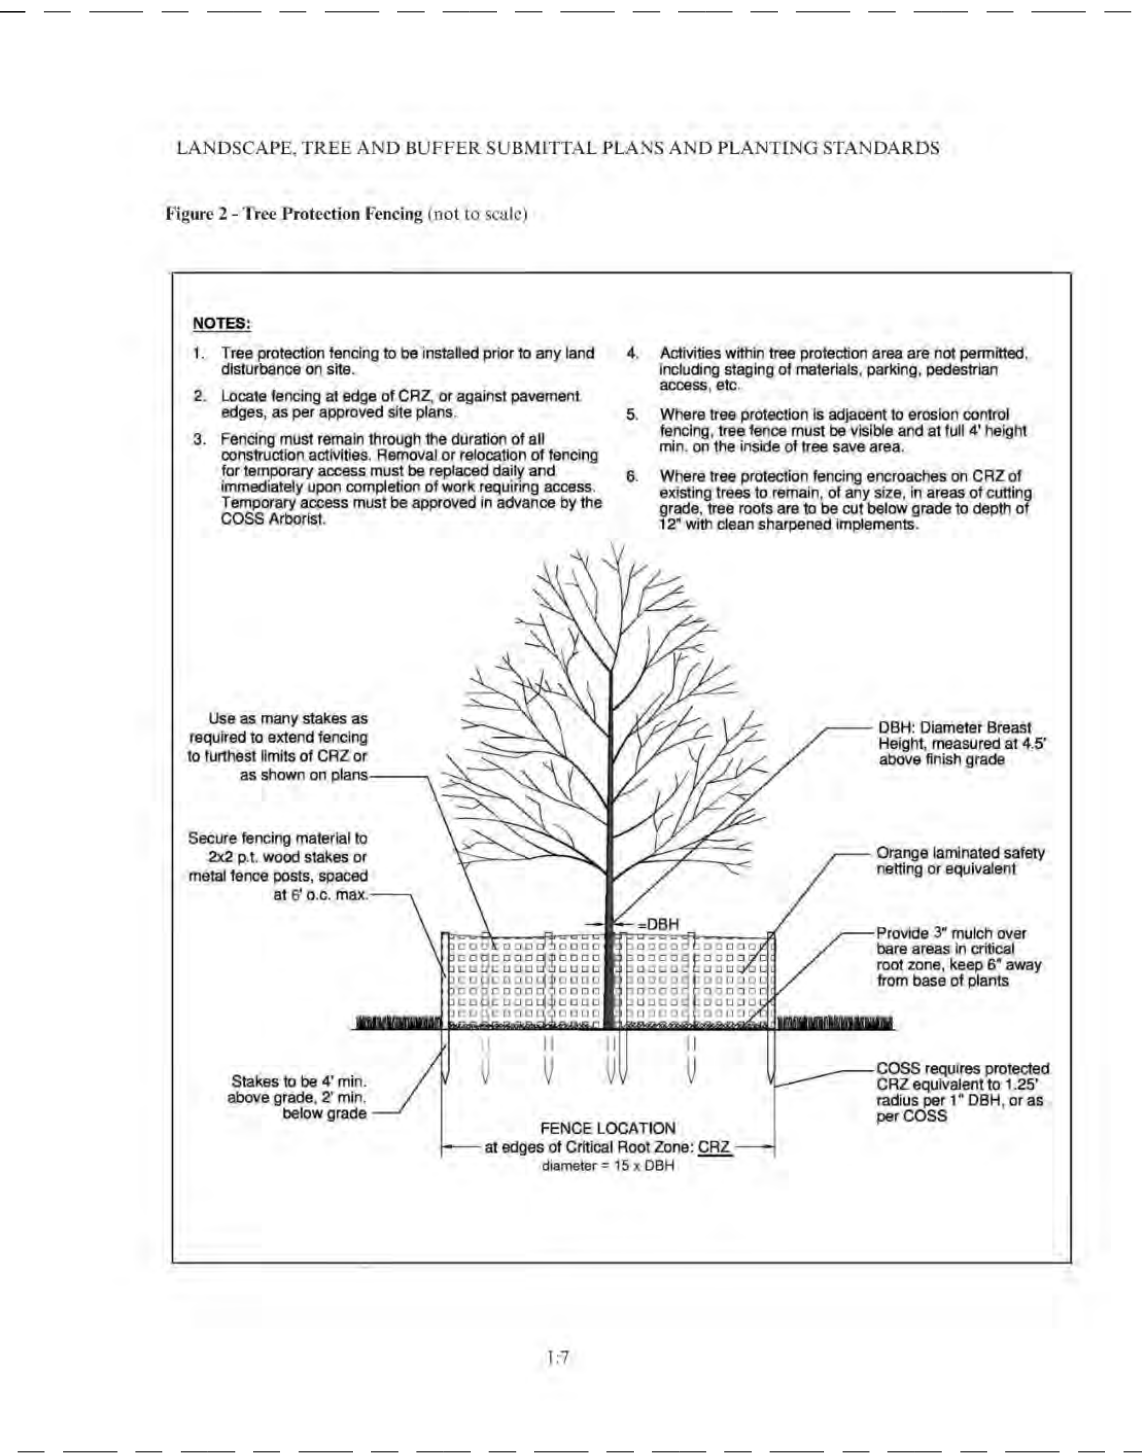 LANDSCAPE, TREE AND BUFFER SUBMITTAL PLANS AND PLANTING STANDARDS
Figure 2 - Tree Protection Fencing (not to scale)
NOTES:
1. Tree protection fencing to be installed prior to any land
disturbance on site.
2. Locate fencing at edge of CRZ, or against pavement
edges, as per approved site plans.
3. Fencing must remain through the duration of all
construction activities. Removal or relocation of fencing
for temporary access must be replaced daily and
immediately upon completion of work requiring access.
Temporary access must be approved in advance by the
COSS Arborist.
4. Activities within tree protection area are not permitted,
including staging of materials, parking, pedestrian
access, etc.
5. Where tree protection is adjacent to erosion control
fencing, tree fence must be visible and at full 4' height
min. on the inside of tree save area.
6. Where tree protection fencing encroaches on CRZ of
existing trees to remain, of any size, in areas of cutting
grade, tree roots are to be cut below grade to depth of
12" with clean sharpened implements.
Use as many stakes as
required to extend fencing
to furthest limits of CRZ or
as shown on plans
Secure fencing material to
2x2 p.t. wood stakes or
metal fence posts, spaced
at 6' o.c. max.
Stakes to be 4' min.
above grade, 2' min.
below grade
DBH: Diameter Breast
Height, measured at 4.5'
above finish grade
Orange laminated safety
netting or equivalent
=DBH
Provide 3" mulch over
bare areas in critical
root zone, keep 6" away
from base of plants
COSS requires protected
CRZ equivalent to 1.25'
radius per 1" DBH, or as
per COSS
FENCE LOCATION
at edges of Critical Root Zone: CRZ
diameter = 15 x DBH
1:7